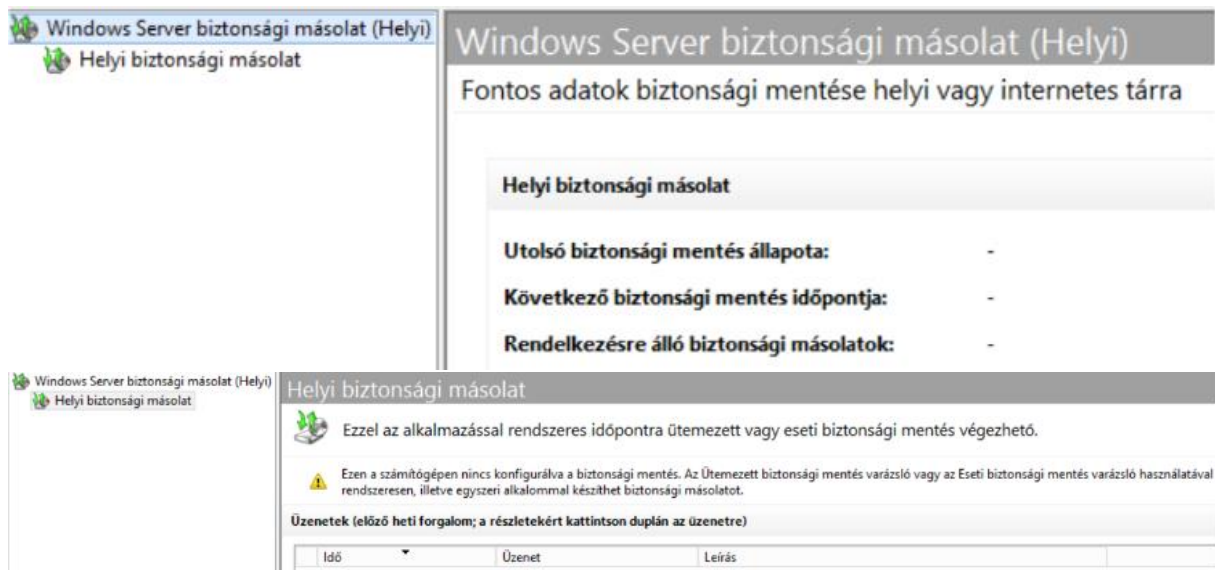 Windows Server biztonsági másolat (Helyi)
Helyi biztonsági másolat
Windows Server biztonsági másolat (Helyi)
Fontos adatok biztonsági mentése helyi vagy internetes tárra
Helyi biztonsági másolat
Utolsó biztonsági mentés állapota: -
Következő biztonsági mentés időpontja: -
Rendelkezésre álló biztonsági másolatok: -
Windows Server biztonsági másolat (Helyi)
Helyi biztonsági másolat
Helyi biztonsági másolat
Ezzel az alkalmazással rendszeres időpontra ütemezett vagy eseti biztonsági mentés végezhető.
Ezen a számítógépen nincs konfigurálva a biztonsági mentés. Az Ütemezett biztonsági mentés varázsló vagy az Eseti biztonsági mentés varázsló használatával
rendszeresen, illetve egyszeri alkalommal készíthet biztonsági másolatot.
Üzenetek (előző heti forgalom; a részletekért kattintson duplán az üzenetre)
Idő Üzenet Leírás